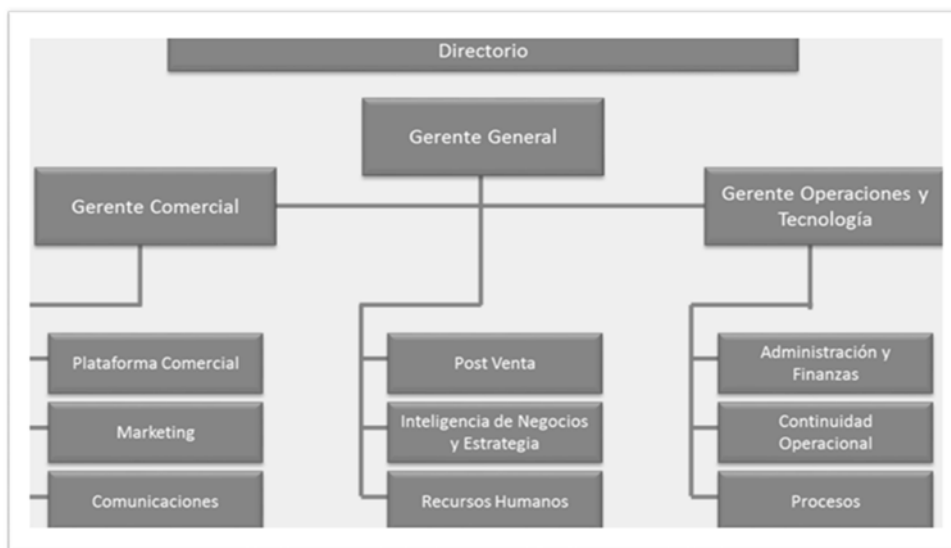 Directorio
Gerente General
Gerente Comercial
Gerente Operaciones y
Tecnología
Plataforma Comercial
Marketing
Comunicaciones
Post Venta
Inteligencia de Negocios
y Estrategia
Recursos Humanos
Administración y
Finanzas
Continuidad
Operacional
Procesos